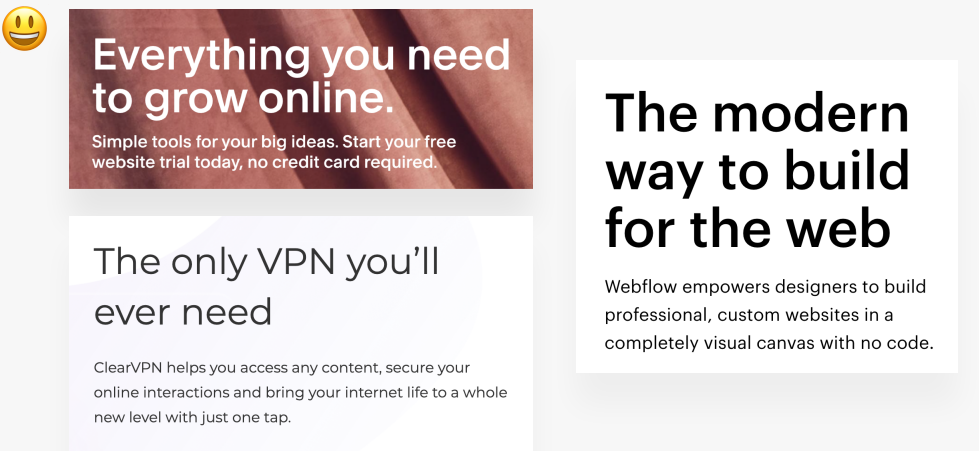 Everything you need
to grow online.
Simple tools for your big ideas. Start your free
website trial today, no credit card required.
The only VPN you’ll
ever need
ClearVPN helps you access any content, secure your
online interactions and bring your internet life to a whole
new level with just one tap.
The modern
way to build
for the web
Webflow empowers designers to build
professional, custom websites in a
completely visual canvas with no code.